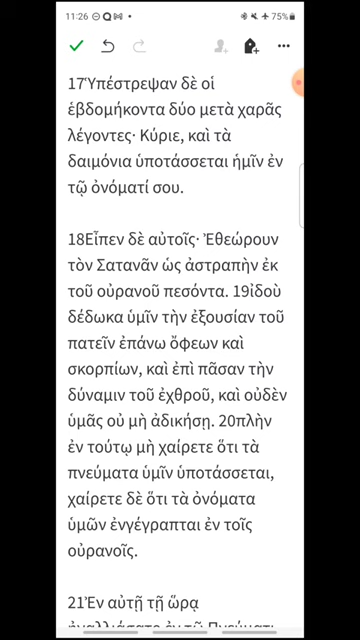 11:26
75%
17Ὑπέστρεψαν δὲ οἱ
ἑβδομήκοντα δύο μετὰ χαρᾶς
λέγοντες· Κύριε, καὶ τὰ
δαιμόνια ὑποτάσσεται ἡμῖν ἐν
τῷ ὀνόματί σου.
18Εἶπεν δὲ αὐτοῖς· Ἐθεώρουν
τὸν Σατανᾶν ὡς ἀστραπὴν ἐκ
τοῦ οὐρανοῦ πεσόντα. 19ἰδοὺ
δέδωκα ὑμῖν τὴν ἐξουσίαν τοῦ
πατεῖν ἐπάνω ὄφεων καὶ
σκορπίων, καὶ ἐπὶ πᾶσαν τὴν
δύναμιν τοῦ ἐχθροῦ, καὶ οὐδὲν
ὑμᾶς οὐ μὴ ἀδικήσῃ. 20πλὴν
ἐν τούτῳ μὴ χαίρετε ὅτι τὰ
πνεύματα ὑμῖν ὑποτάσσεται,
χαίρετε δὲ ὅτι τὰ ὀνόματα
ὑμῶν ἐνγέγραπται ἐν τοῖς
οὐρανοῖς.
21Ἐν αὐτῇ τῇ ὥρᾳ